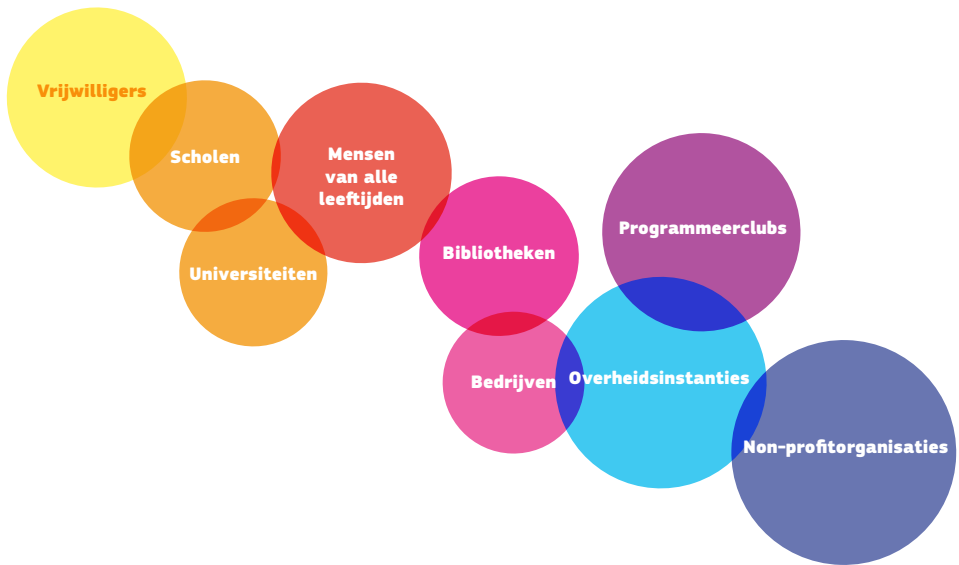 Vrijwilligers
Scholen
Mensen
van alle
leeftijden
Universiteiten
Bibliotheken
Programmeerclubs
Bedrijven
Overheidsinstanties
Non-profitorganisaties